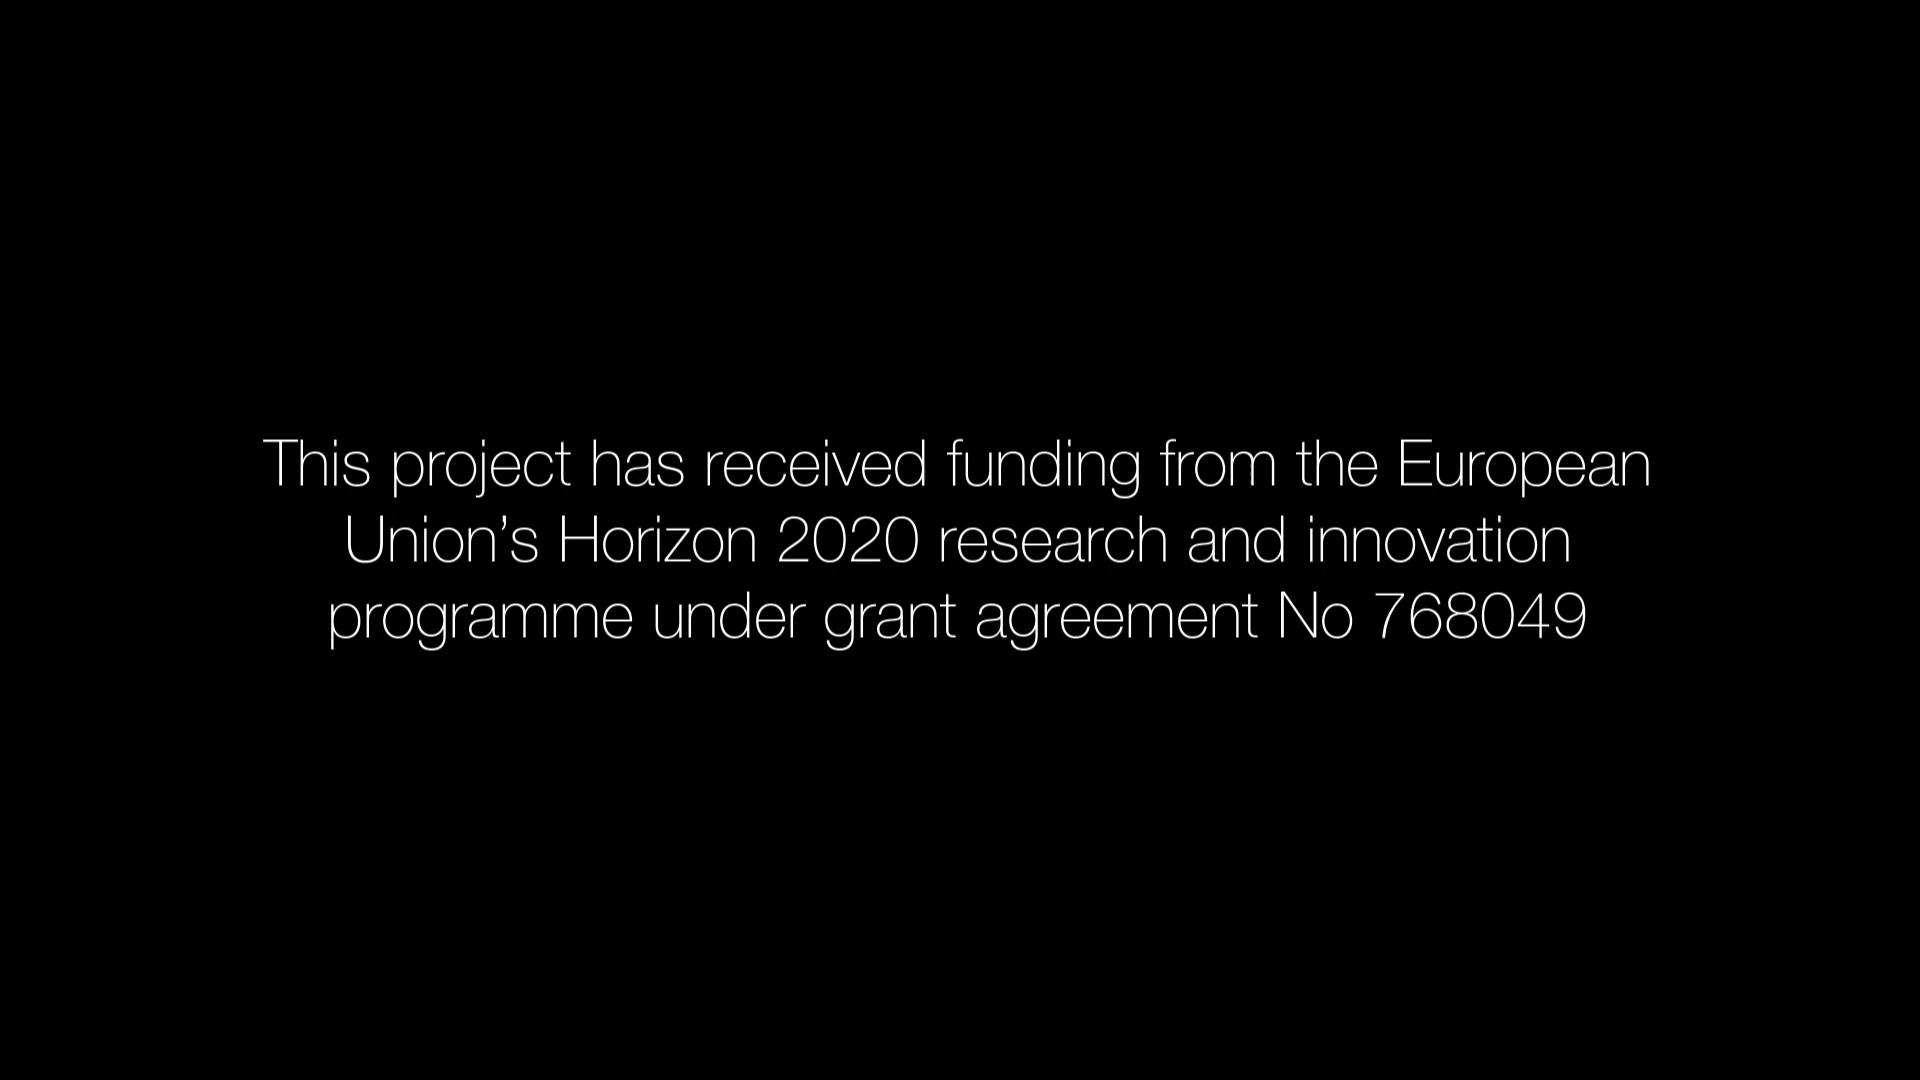 This project has received funding from the European
Union’s Horizon 2020 research and innovation
programme under grant agreement No 768049